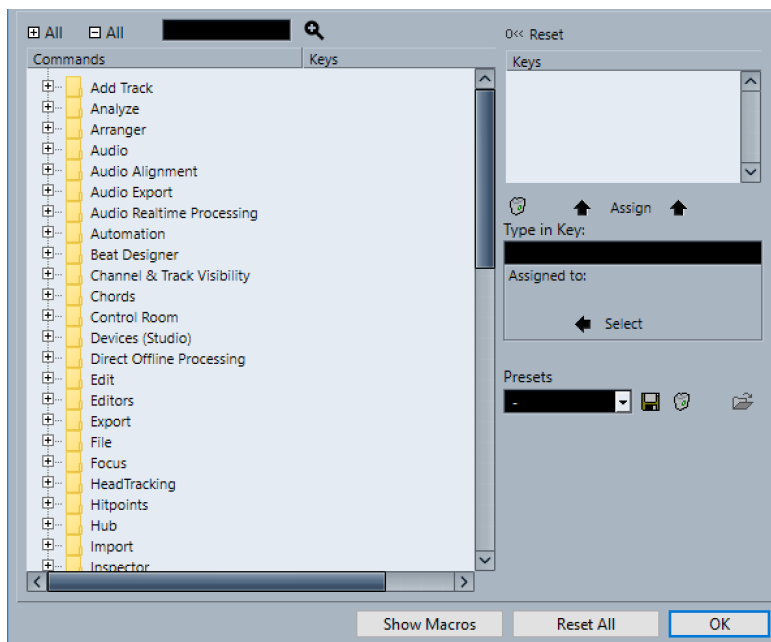 All All
Commands Keys
Add Track
Analyze
Arranger
Audio
Audio Alignment
Audio Export
Audio Realtime Processing
Automation
Beat Designer
Channel & Track Visibility
Chords
Control Room
Devices (Studio)
Direct Offline Processing
Edit
Editors
Export
File
Focus
HeadTracking
Hitpoints
Hub
Import
Inspector
Reset
Keys
Assign
Type in Key:
Assigned to:
Select
Presets
-
Show Macros Reset All OK